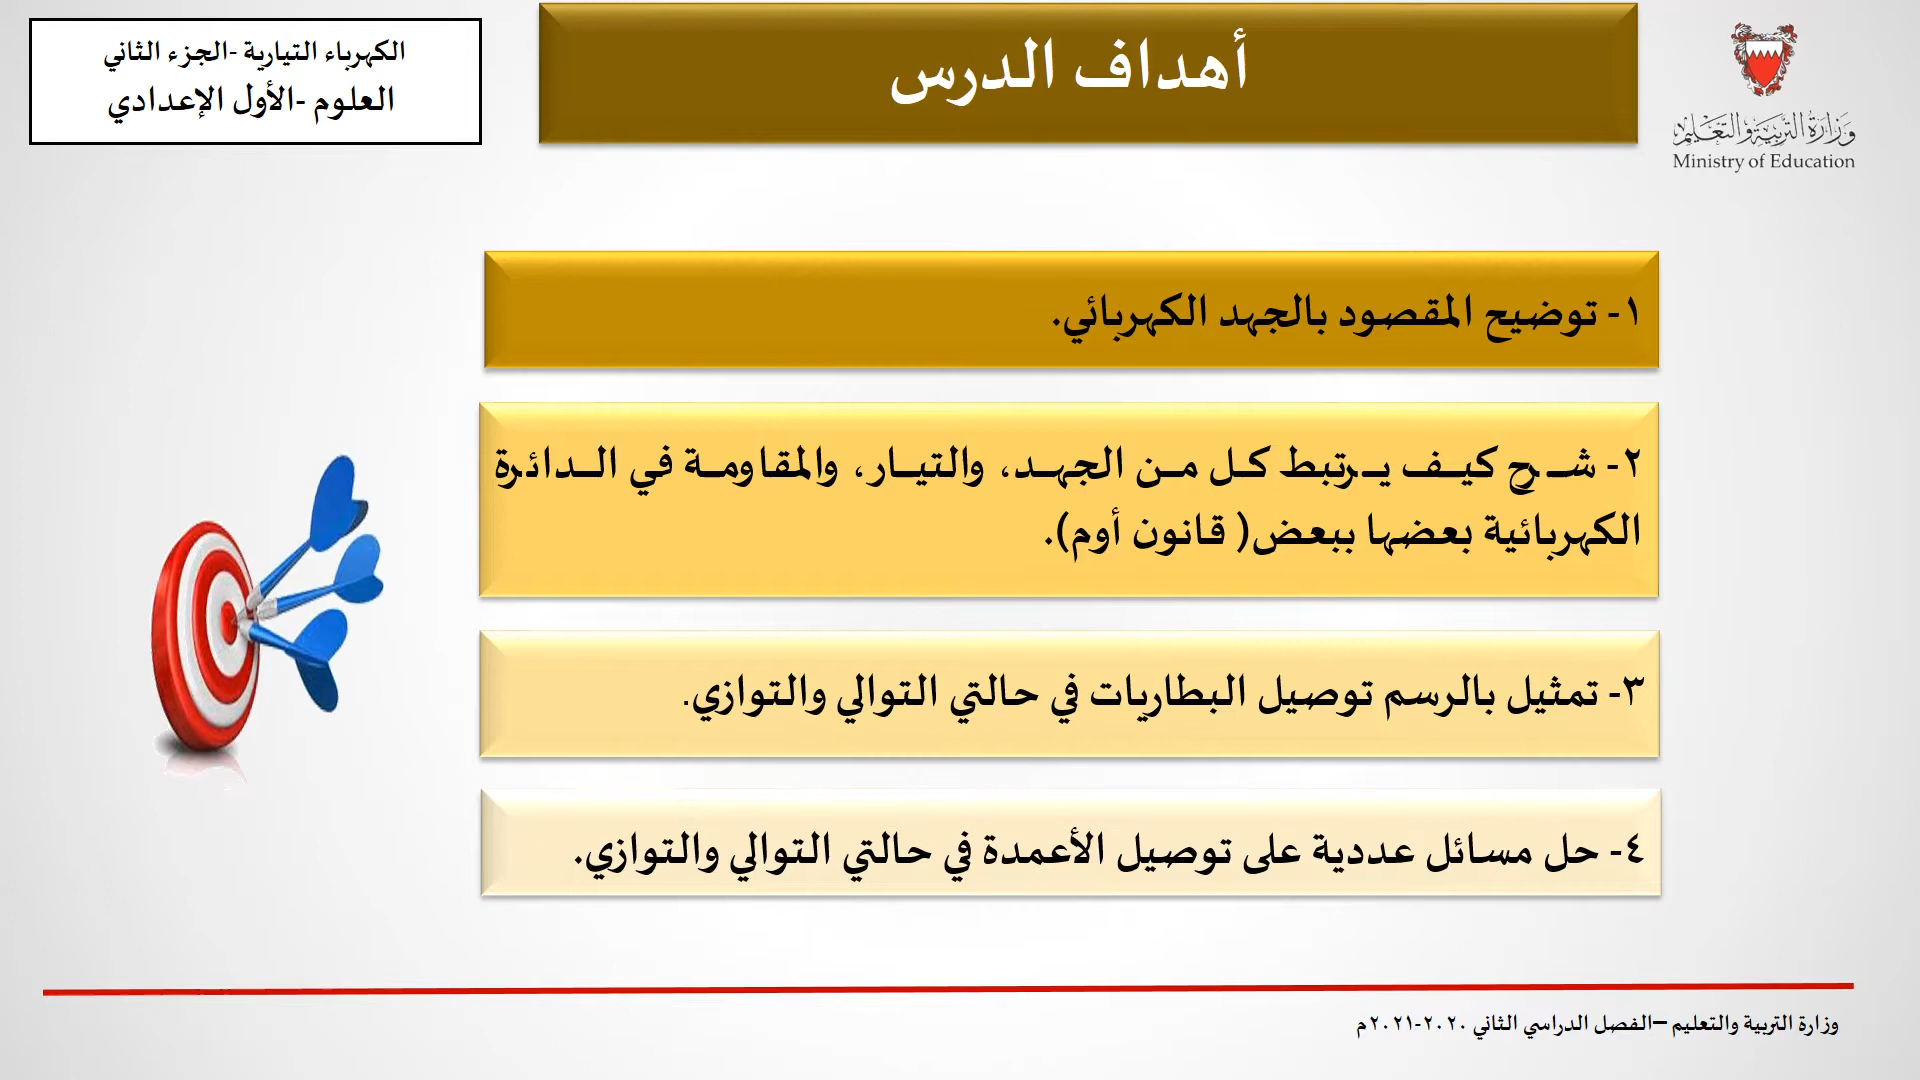 الكهرباء التيارية -الجزء الثاني
العلوم -الأول الإعدادي
أهداف الدرس
وزارة التربية والتعليم
Ministry of Education
١- توضيح المقصود بالجهد الكهربائي.
٢- شرح كيف يرتبط كل من الجهد، والتيار، والمقاومة في الدائرة
الكهربائية بعضها ببعض( قانون أوم).
٣- تمثيل بالرسم توصيل البطاريات في حالتي التوالي والتوازي.
٤- حل مسائل عددية على توصيل الأعمدة في حالتي التوالي والتوازي.
وزارة التربية والتعليم –الفصل الدراسي الثاني ٢٠٢٠-٢٠٢١م